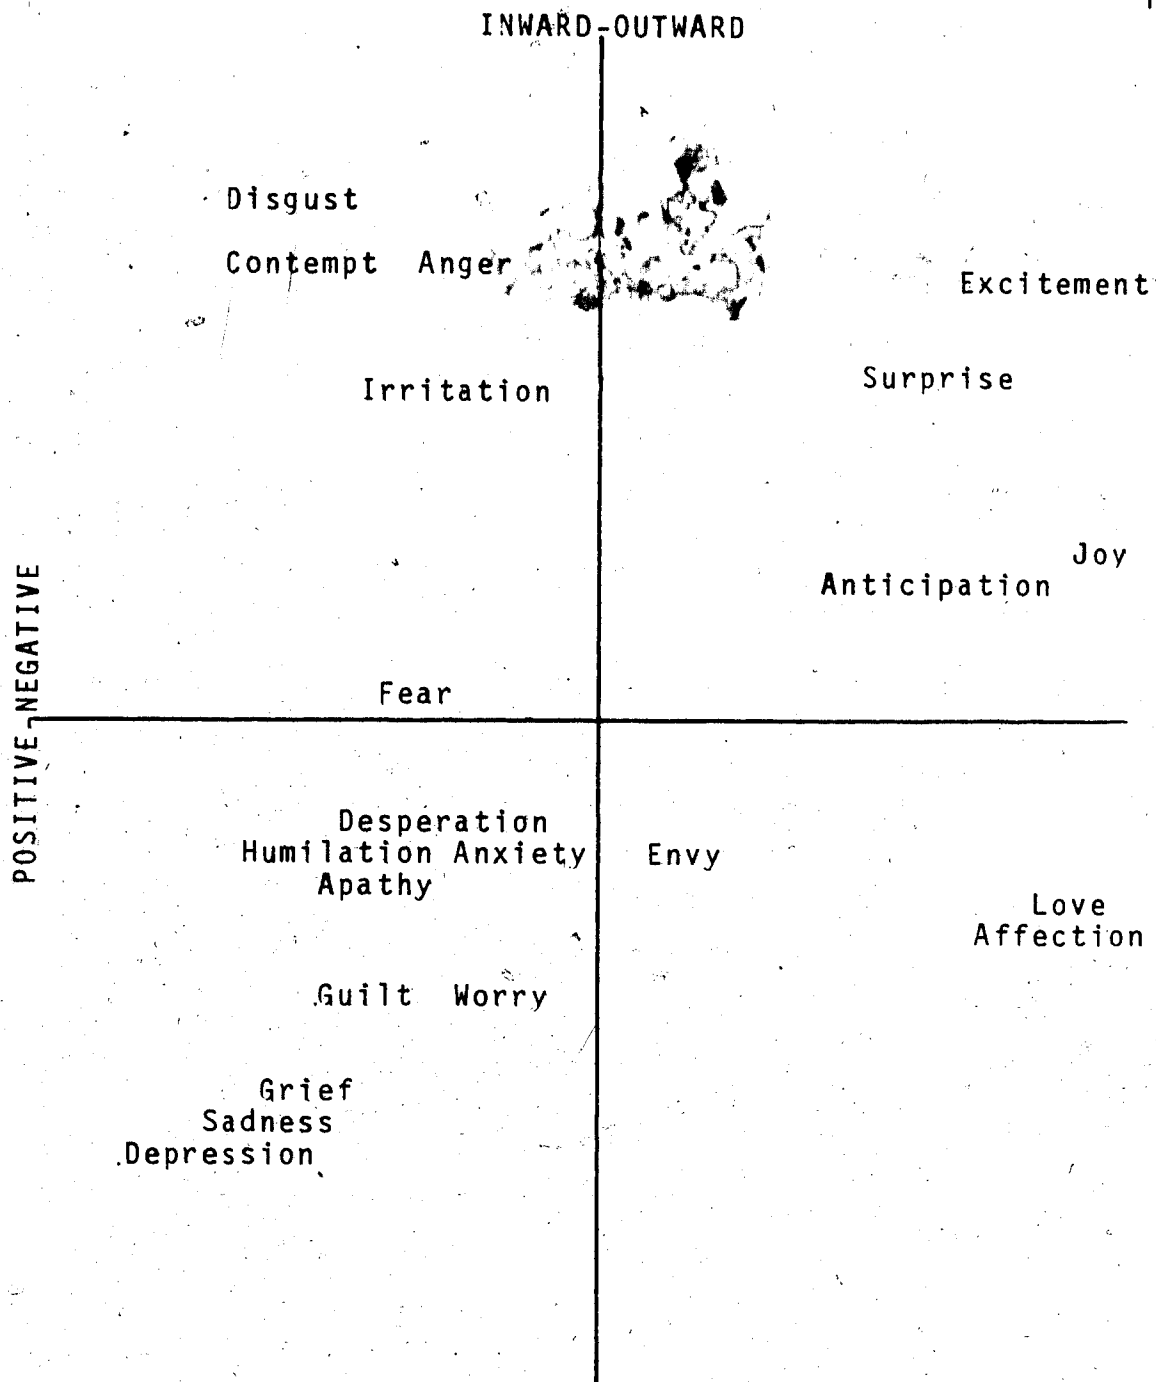 INWARD-OUTWARD
Disgust
Contempt Anger
Excitement
Surprise
Irritation
Joy
Anticipation
POSITIVE-NEGATIVE
Fear
Desperation
Humilation Anxiety Envy
Apathy
Love
Affection
Guilt Worry
Grief
Sadness
Depression